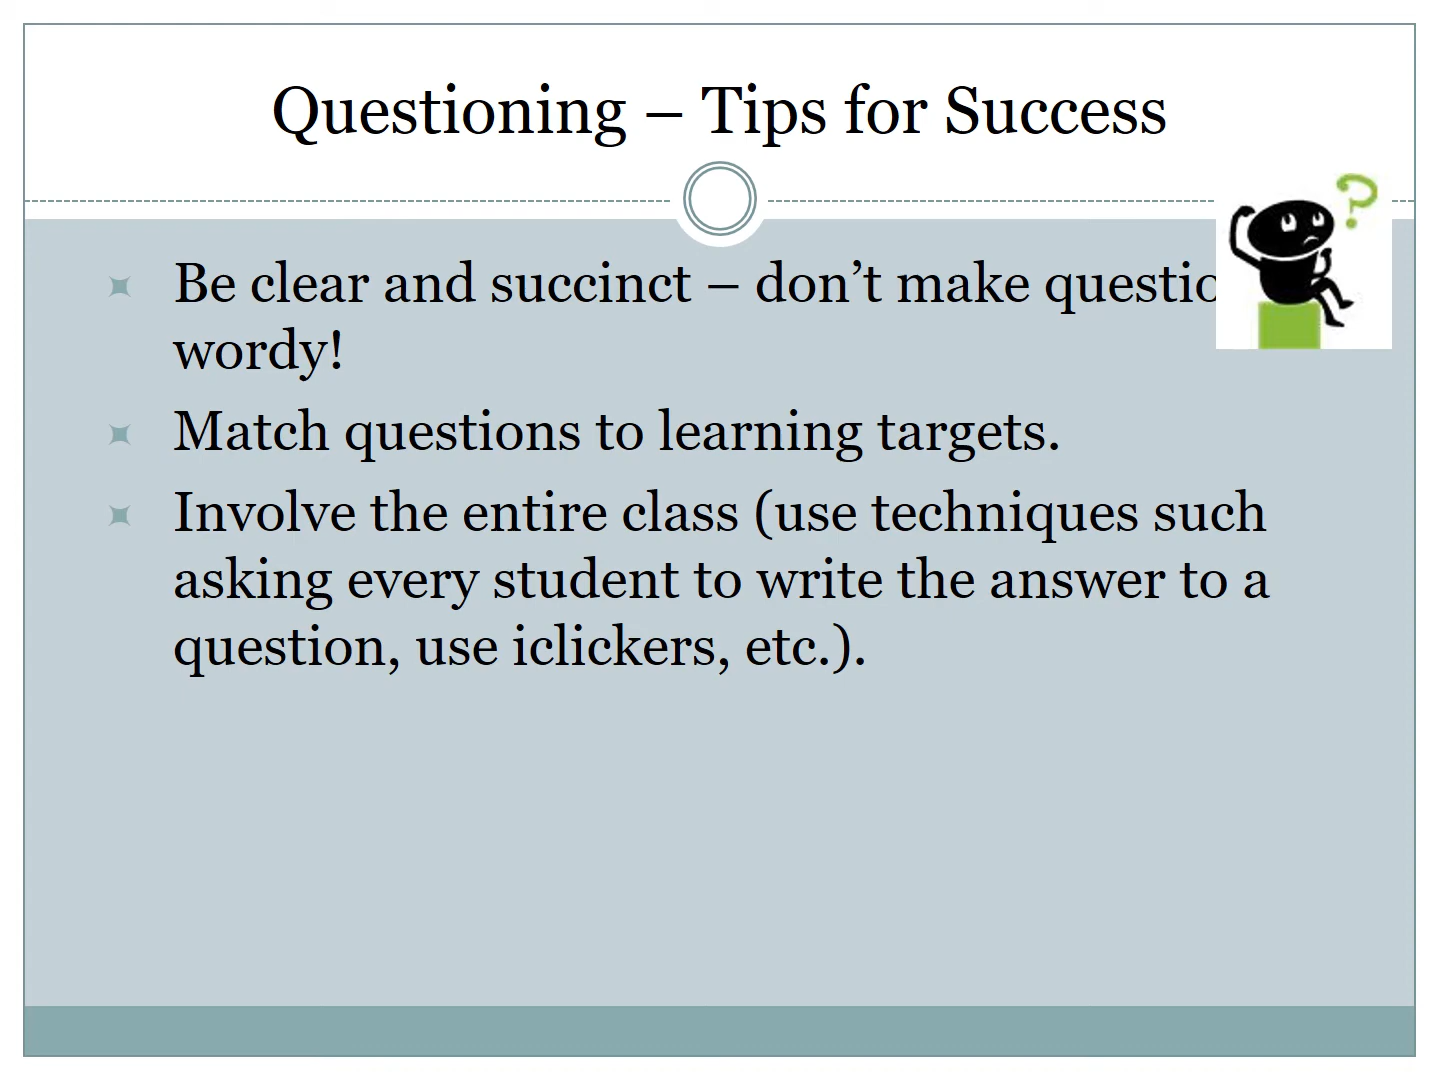 Questioning – Tips for Success
Be clear and succinct – don’t make questio
wordy!
Match questions to learning targets.
Involve the entire class (use techniques such
asking every student to write the answer to a
question, use iclickers, etc.).